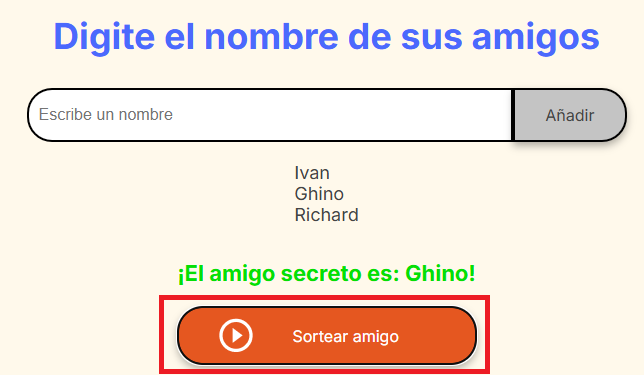 Digite el nombre de sus amigos
Escribe un nombre
Añadir
Ivan
Ghino
Richard
¡El amigo secreto es: Ghino!
Sortear amigo